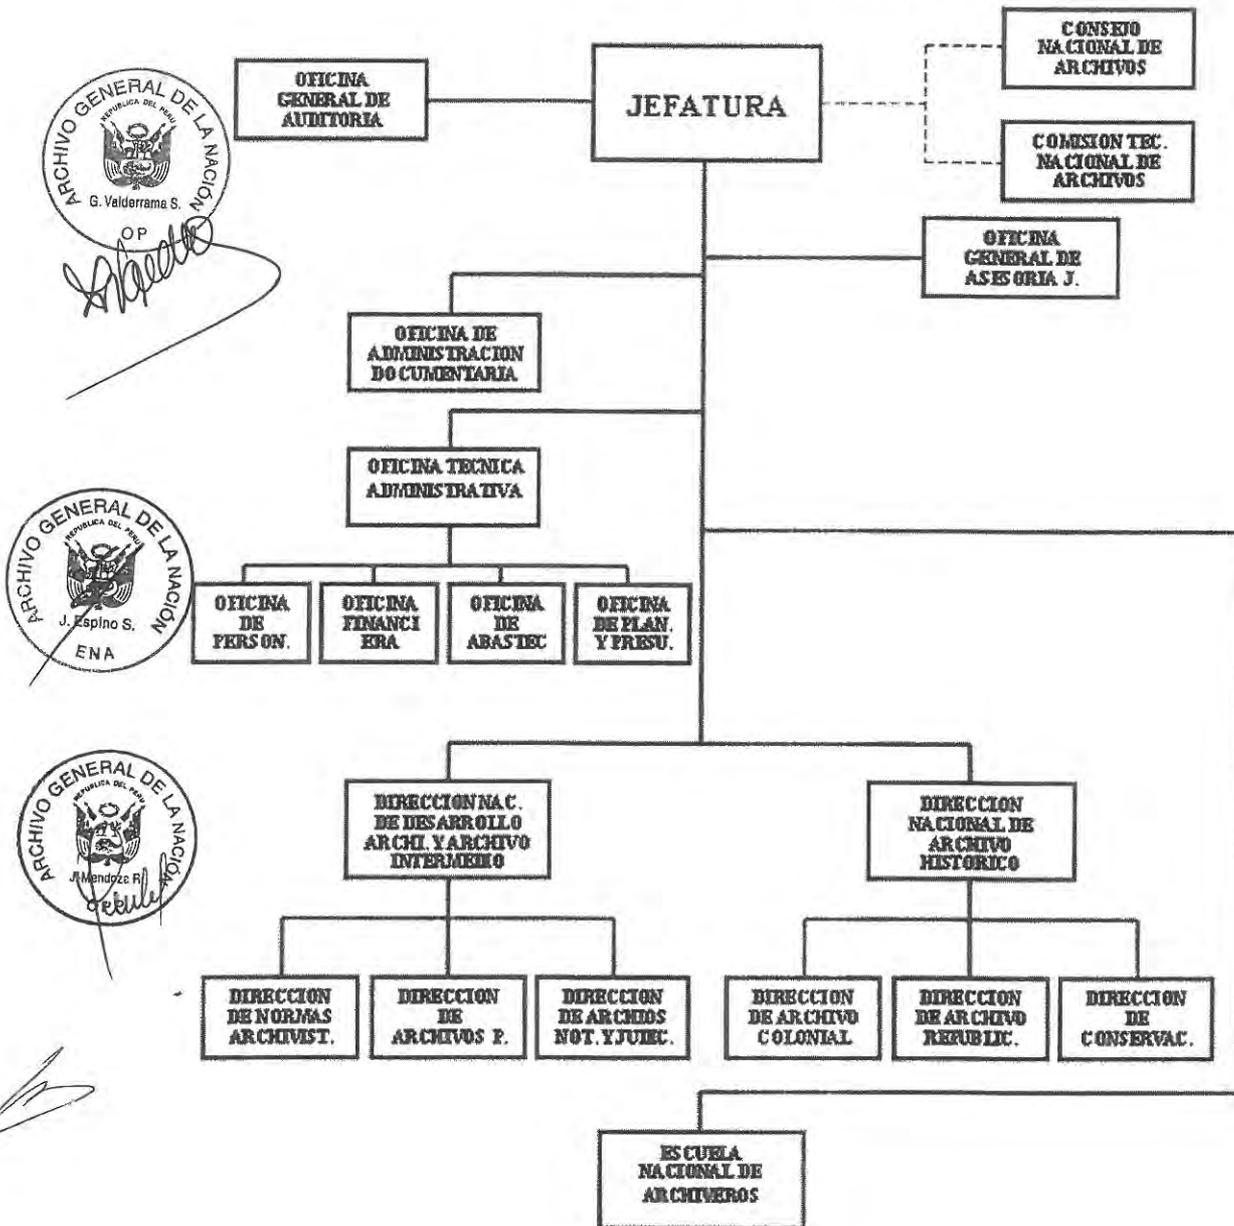 CONSEJO
NACIONAL DE
ARCHIVOS
OFICINA
GENERAL DE
AUDITORIA
JEFATURA
COMISION TEC.
NACIONAL DE
ARCHIVOS
ARCHIVO GENERAL DE LA NACIÓN
REPUBLICA DEL PERU
G. Valderrama S.
OP
OFICINA
GENERAL DE
ASESORIA J.
OFICINA DE
ADMINISTRACION
DOCUMENTARIA
OFICINA TECNICA
ADMINISTRATIVA
ARCHIVO GENERAL DE LA NACIÓN
REPUBLICA DEL PERU
J. Espino S.
ENA
OFICINA
DE
PERSON.
OFICINA
FINANCI
ERA
OFICINA
DE
ABASTEC
OFICINA
DE PLAN.
Y PRESU.
ARCHIVO GENERAL DE LA NACIÓN
REPUBLICA DEL PERU
J. Mendoza R.
DIRECCION NAC.
DE DESARROLLO
ARCHI. Y ARCHIVO
INTERMEDIO
DIRECCION
NACIONAL DE
ARCHIVO
HISTORICO
DIRECCION
DE NORMAS
ARCHIVIST.
DIRECCION
DE
ARCHIVOS P.
DIRECCION
DE ARCHIOS
NOT. Y JUDIC.
DIRECCION
DE ARCHIVO
COLONIAL
DIRECCION
DE ARCHIVO
REPUBLIC.
DIRECCION
DE
CONSERVAC.
ESCUELA
NACIONAL DE
ARCHIVEROS